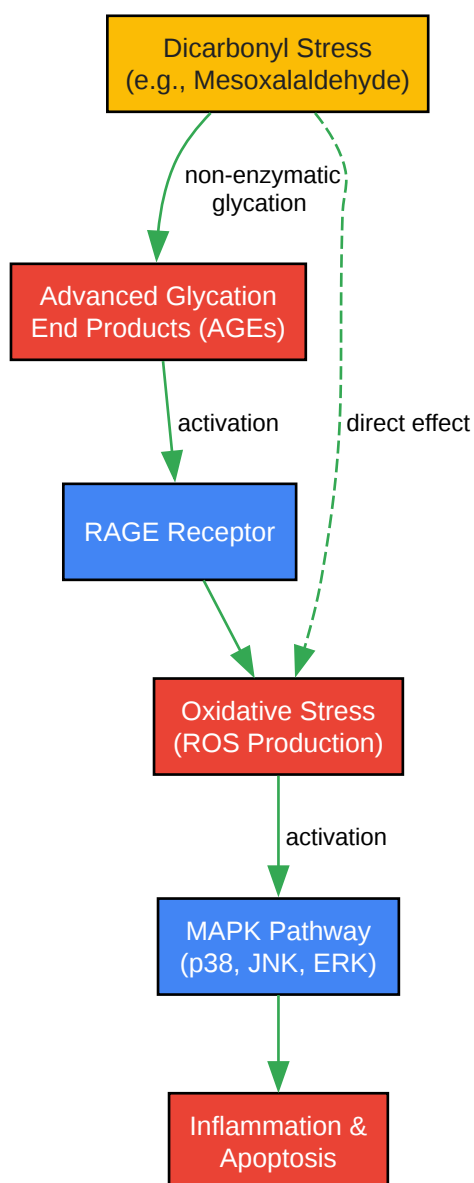 Dicarbonyl Stress
(e.g., Mesoxalaldehyde)
non-enzymatic
glycation
Advanced Glycation
End Products (AGEs)
activation
direct effect
RAGE Receptor
Oxidative Stress
(ROS Production)
activation
MAPK Pathway
(p38, JNK, ERK)
Inflammation &
Apoptosis